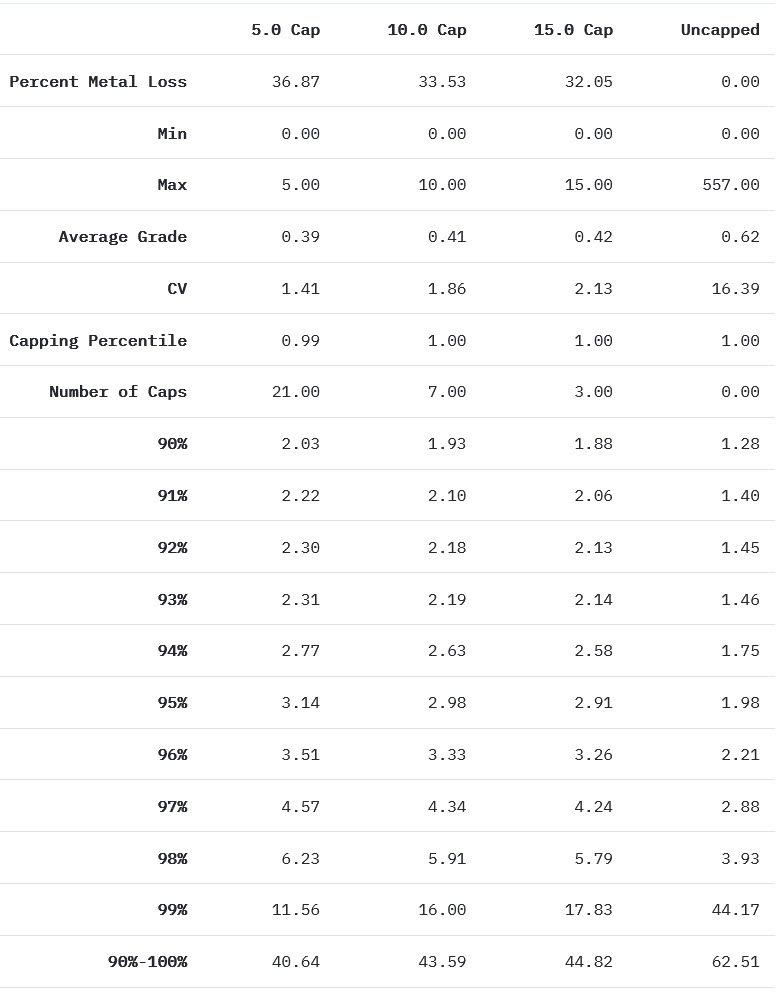 5.0 Cap 10.0 Cap 15.0 Cap Uncapped
Percent Metal Loss 36.87 33.53 32.05 0.00
Min 0.00 0.00 0.00 0.00
Max 5.00 10.00 15.00 557.00
Average Grade 0.39 0.41 0.42 0.62
CV 1.41 1.86 2.13 16.39
Capping Percentile 0.99 1.00 1.00 1.00
Number of Caps 21.00 7.00 3.00 0.00
90% 2.03 1.93 1.88 1.28
91% 2.22 2.10 2.06 1.40
92% 2.30 2.18 2.13 1.45
93% 2.31 2.19 2.14 1.46
94% 2.77 2.63 2.58 1.75
95% 3.14 2.98 2.91 1.98
96% 3.51 3.33 3.26 2.21
97% 4.57 4.34 4.24 2.88
98% 6.23 5.91 5.79 3.93
99% 11.56 16.00 17.83 44.17
90%-100% 40.64 43.59 44.82 62.51